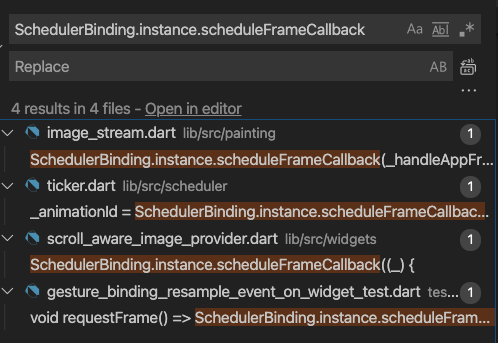 SchedulerBinding.instance.scheduleFrameCallback Aa Ab .*
Replace AB
...
4 results in 4 files - Open in editor
image_stream.dart lib/src/painting 1
SchedulerBinding.instance.scheduleFrameCallback(_handleAppFr...
ticker.dart lib/src/scheduler 1
_animationId = SchedulerBinding.instance.scheduleFrameCallbac...
scroll_aware_image_provider.dart lib/src/widgets 1
SchedulerBinding.instance.scheduleFrameCallback((_) {
gesture_binding_resample_event_on_widget_test.dart tes... 1
void requestFrame() => SchedulerBinding.instance.scheduleFram...